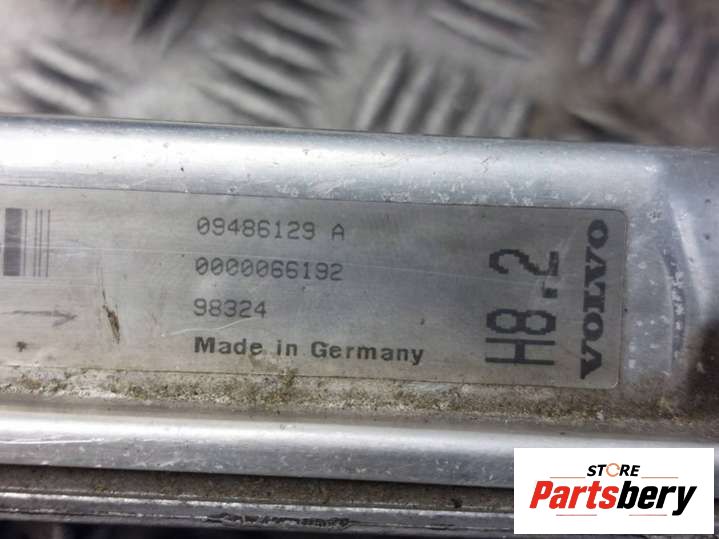 09486129 A
0000066192
98324
Made in Germany
H8.2
VOLVO
STORE
Partsbery